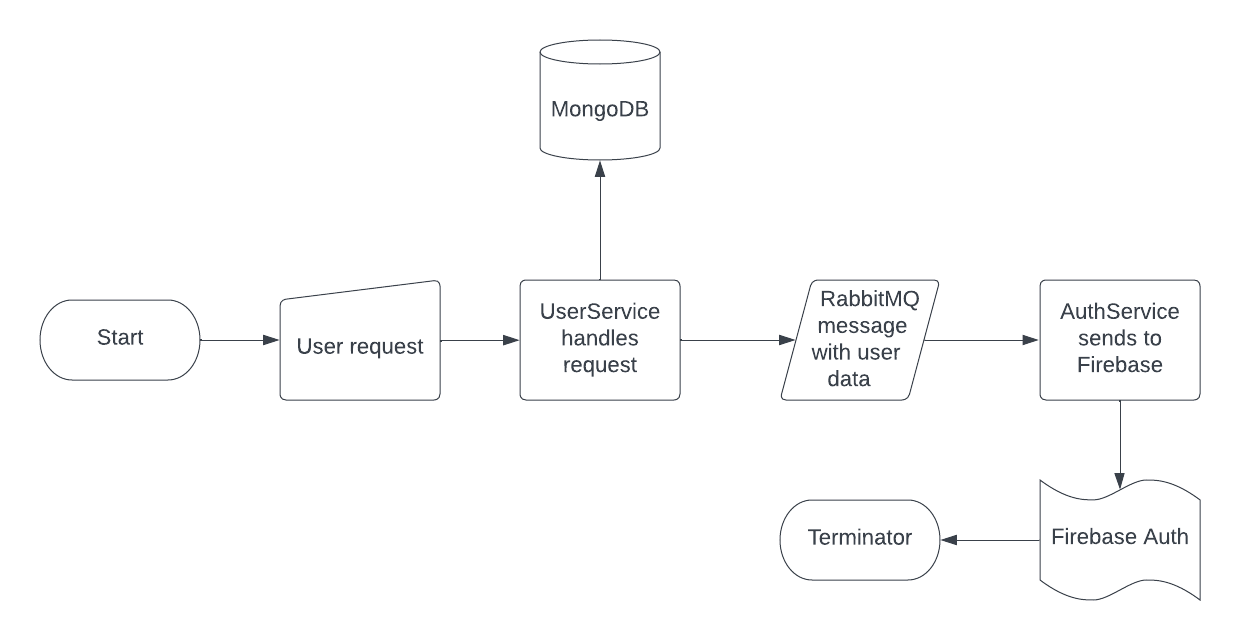 MongoDB
Start
User request
UserService
handles
request
RabbitMQ
message
with user
data
AuthService
sends to
Firebase
Terminator
Firebase Auth